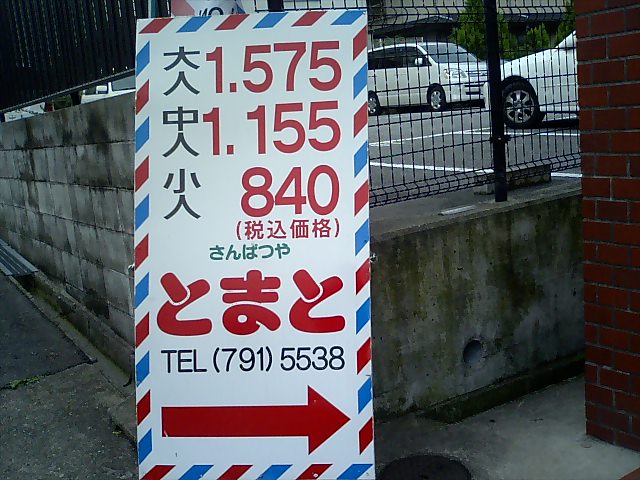 大人 1.575
中人 1.155
小人 840
(税込価格)
さんぱつや
とまと
TEL (791) 5538